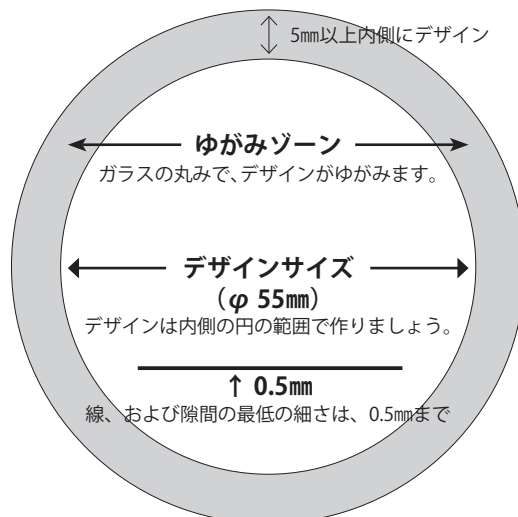 5㎜以上内側にデザイン
ゆがみゾーン
ガラスの丸みで、デザインがゆがみます。
デザインサイズ
（φ 55㎜）
デザインは内側の円の範囲で作りましょう。
↑ 0.5㎜
線、および隙間の最低の細さは、0.5㎜まで